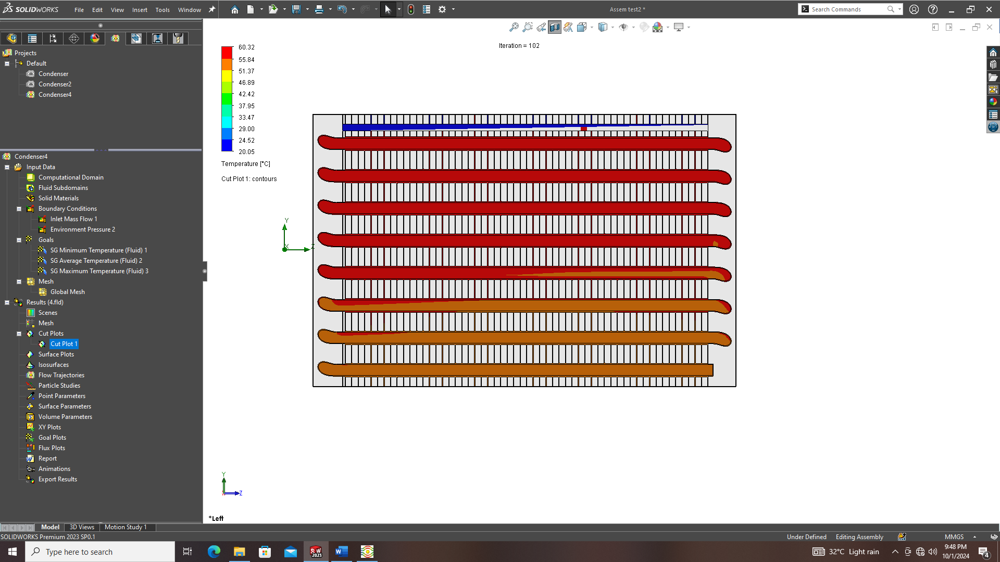 SOLIDWORKS File Edit View Insert Tools Window Assem test2 * Search Commands
Projects
Default
Condenser
Condenser2
Condenser4
Condenser4
Input Data
Computational Domain
Fluid Subdomains
Solid Materials
Boundary Conditions
Inlet Mass Flow 1
Environment Pressure 2
Goals
SG Minimum Temperature (Fluid) 1
SG Average Temperature (Fluid) 2
SG Maximum Temperature (Fluid) 3
Mesh
Global Mesh
Results (4.fld)
Scenes
Mesh
Cut Plots
Cut Plot 1
Surface Plots
Isosurfaces
Flow Trajectories
Particle Studies
Point Parameters
Surface Parameters
Volume Parameters
XY Plots
Goal Plots
Flux Plots
Report
Animations
Export Results
Iteration = 102
60.32
55.84
51.37
46.89
42.42
37.95
33.47
29.00
24.52
20.05
Temperature [°C]
Cut Plot 1: contours
Y
X
Z
Y
Z
*Left
Model 3D Views Motion Study 1
SOLIDWORKS Premium 2023 SP0.1 Under Defined Editing Assembly MMGS
Type here to search
SW
2023
32°C Light rain
9:48 PM
10/1/2024
4